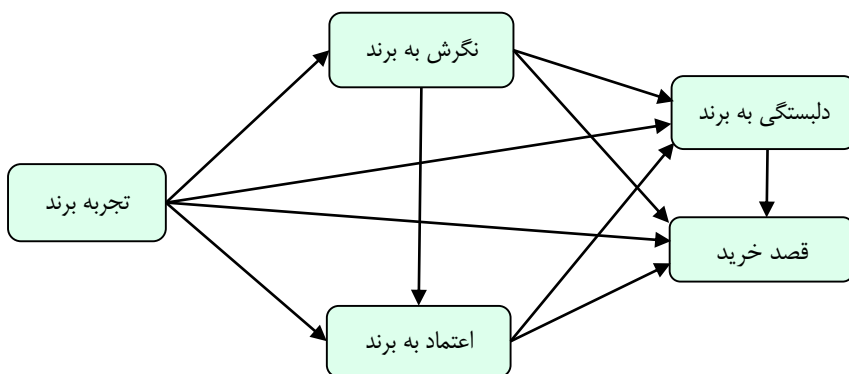 نگرش به برند
دلبستگی به برند
تجربه برند
قصد خرید
اعتماد به برند